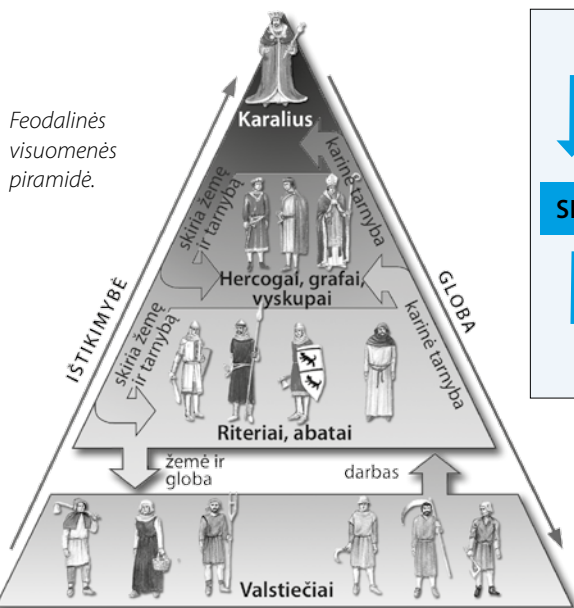 Feodalinės
visuomenės
piramidė.
Karalius
skiria žemę
ir tarnybą
karinė tarnyba
Hercogai, grafai,
vyskupai
IŠTIKIMYBĖ
GLOBA
skiria žemę
ir tarnybą
karinė tarnyba
Riteriai, abatai
žemė ir
globa
darbas
Valstiečiai